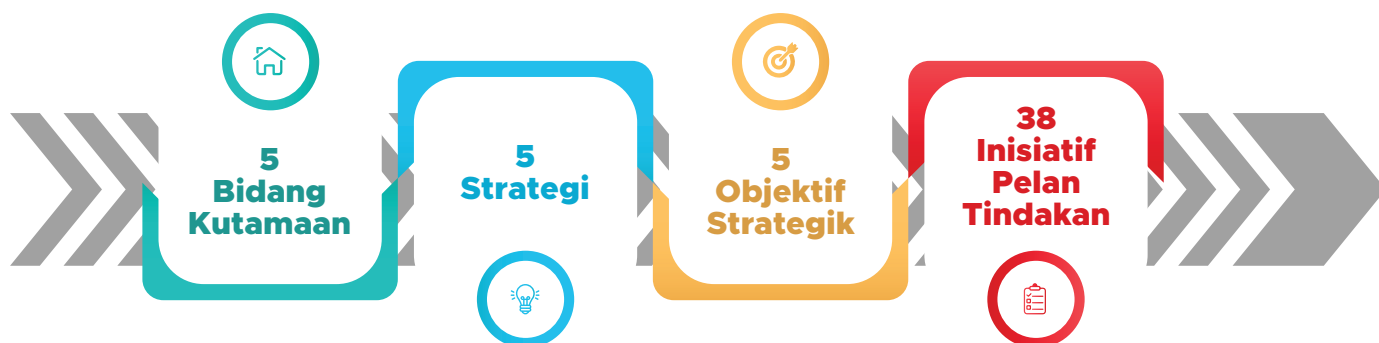 5
Bidang
Kutamaan
5
Strategi
5
Objektif
Strategik
38
Inisiatif
Pelan
Tindakan